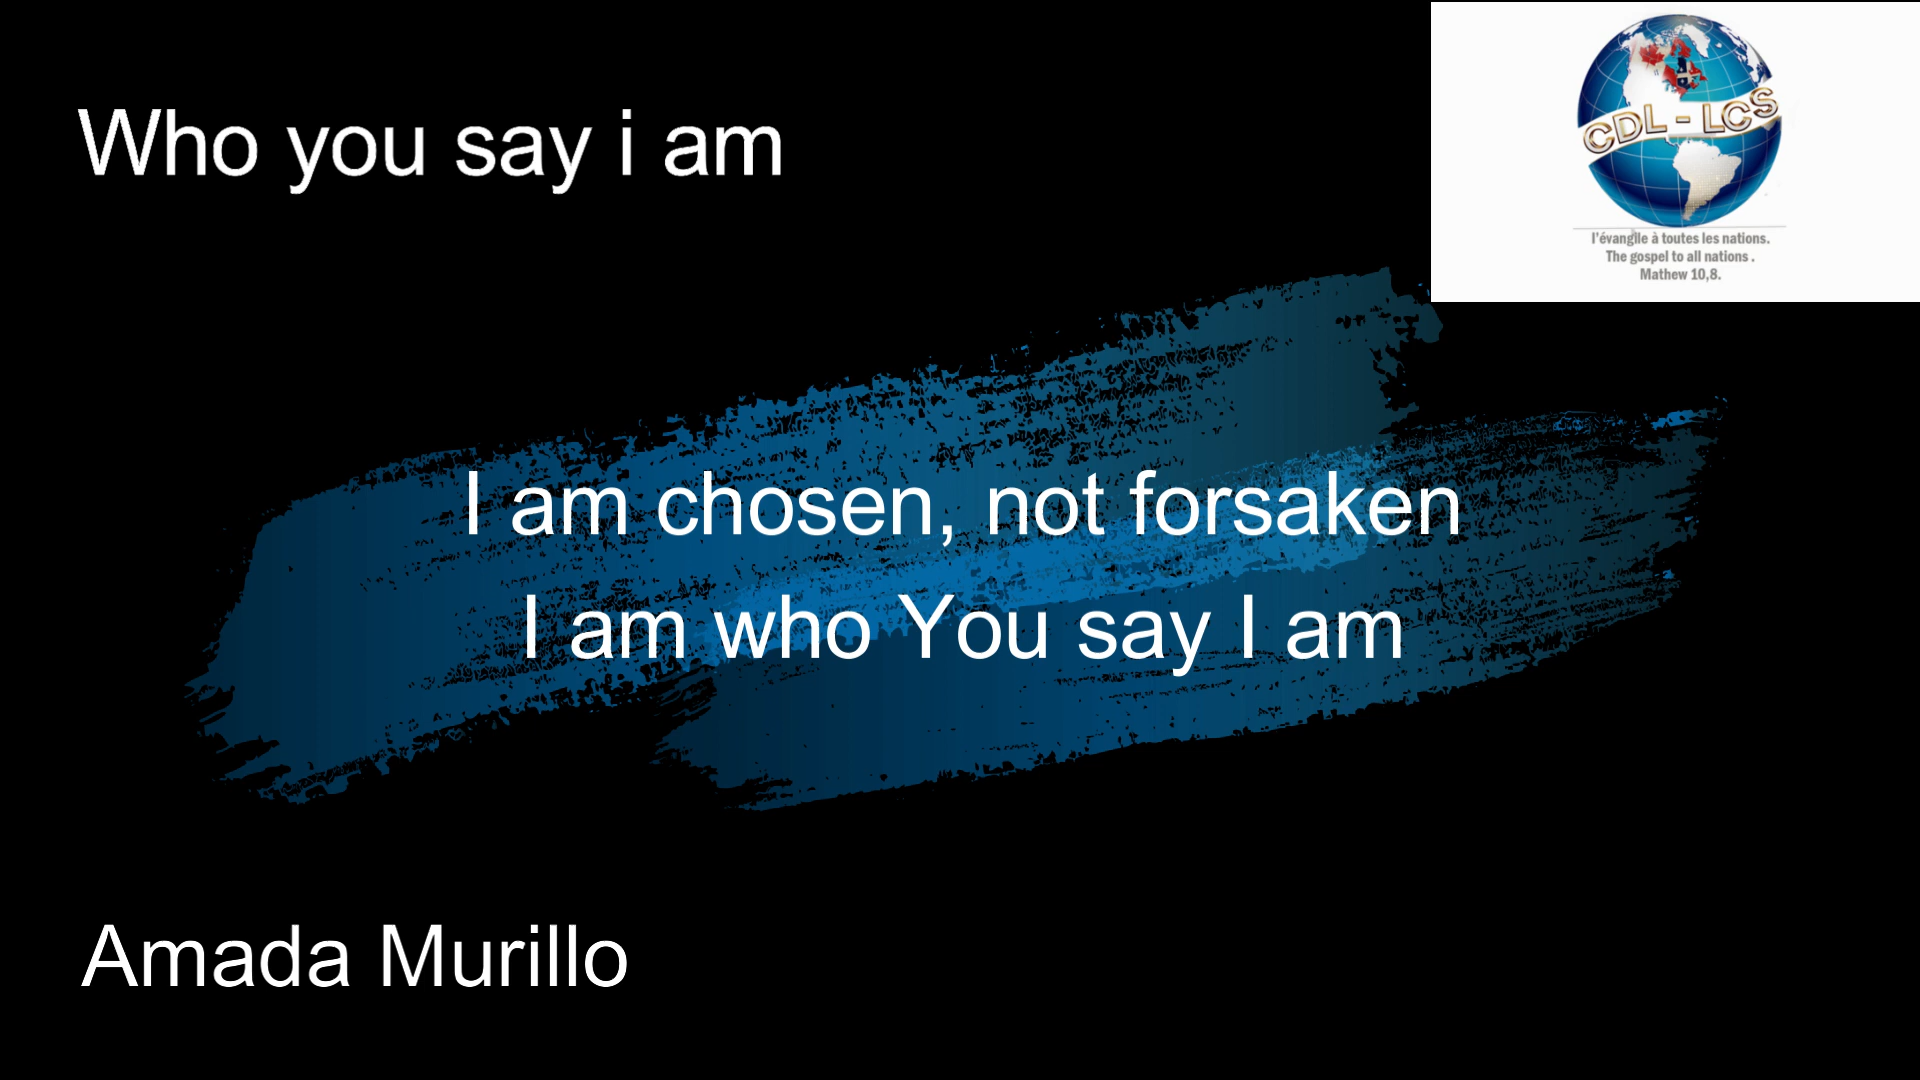 Who you say i am
CDL - LCS
l'évangile à toutes les nations.
The gospel to all nations .
Mathew 10,8.
I am chosen, not forsaken
I am who You say I am
Amada Murillo